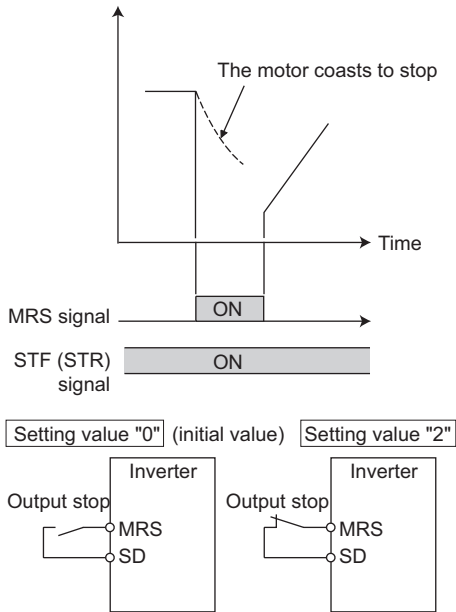 The motor coasts to stop
Time
ON
MRS signal
STF (STR)
signal
ON
Setting value "0" (initial value) Setting value "2"
Inverter
Output stop
MRS
SD
Inverter
Output stop
MRS
SD